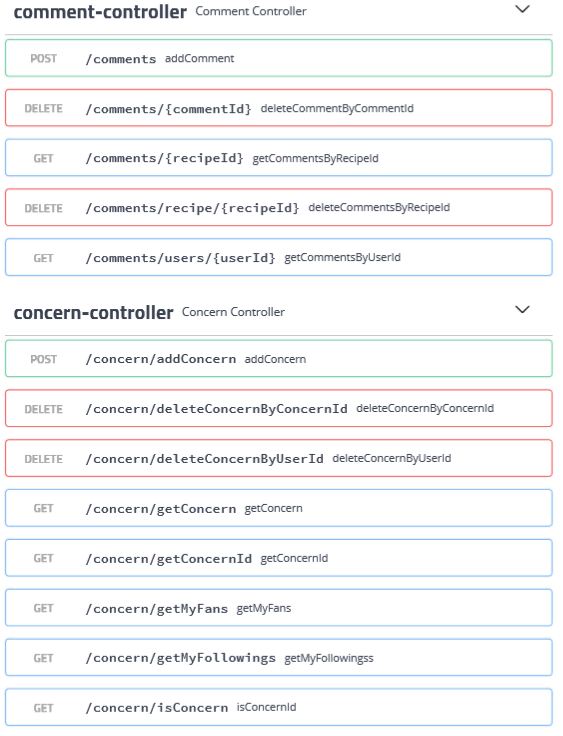 comment-controller Comment Controller
POST /comments addComment
DELETE /comments/{commentId} deleteCommentByCommentId
GET /comments/{recipeId} getCommentsByRecipeId
DELETE /comments/recipe/{recipeId} deleteCommentsByRecipeId
GET /comments/users/{userId} getCommentsByUserId
concern-controller Concern Controller
POST /concern/addConcern addConcern
DELETE /concern/deleteConcernByConcernId deleteConcernByConcernId
DELETE /concern/deleteConcernByUserId deleteConcernByUserId
GET /concern/getConcern getConcern
GET /concern/getConcernId getConcernId
GET /concern/getMyFans getMyFans
GET /concern/getMyFollowings getMyFollowingss
GET /concern/isConcern isConcernId